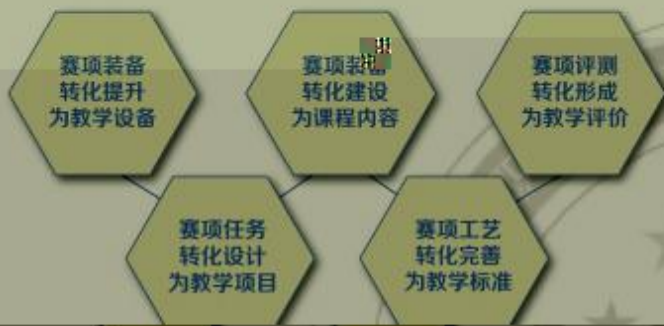 赛项装备
转化提升
为教学设备
赛项装
转化建设
为课程内容
赛项评测
转化形成
为教学评价
赛项任务
转化设计
为教学项目
赛项工艺
转化完善
为教学标准